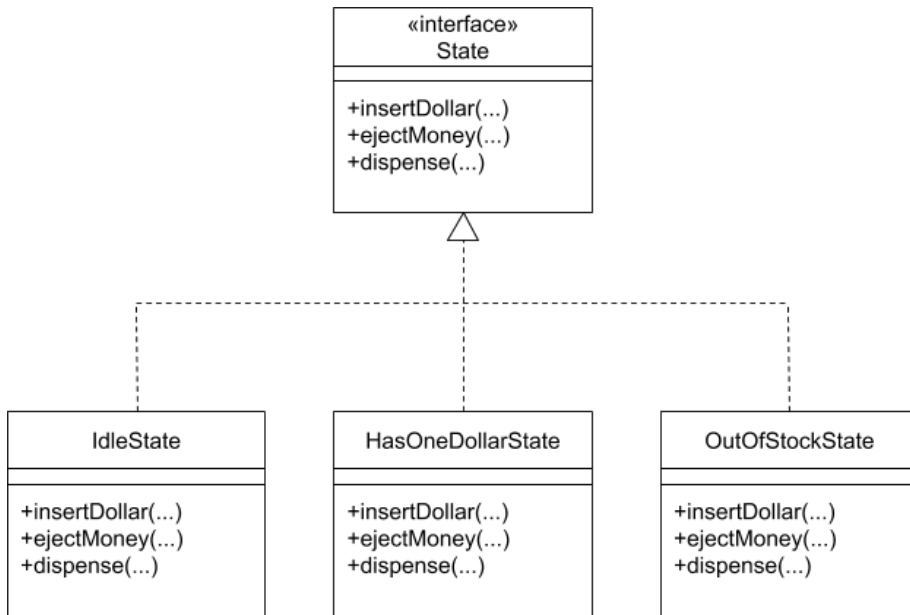 «interface»
State
+insertDollar(...)
+ejectMoney(...)
+dispense(...)
IdleState
+insertDollar(...)
+ejectMoney(...)
+dispense(...)
HasOneDollarState
+insertDollar(...)
+ejectMoney(...)
+dispense(...)
OutOfStockState
+insertDollar(...)
+ejectMoney(...)
+dispense(...)